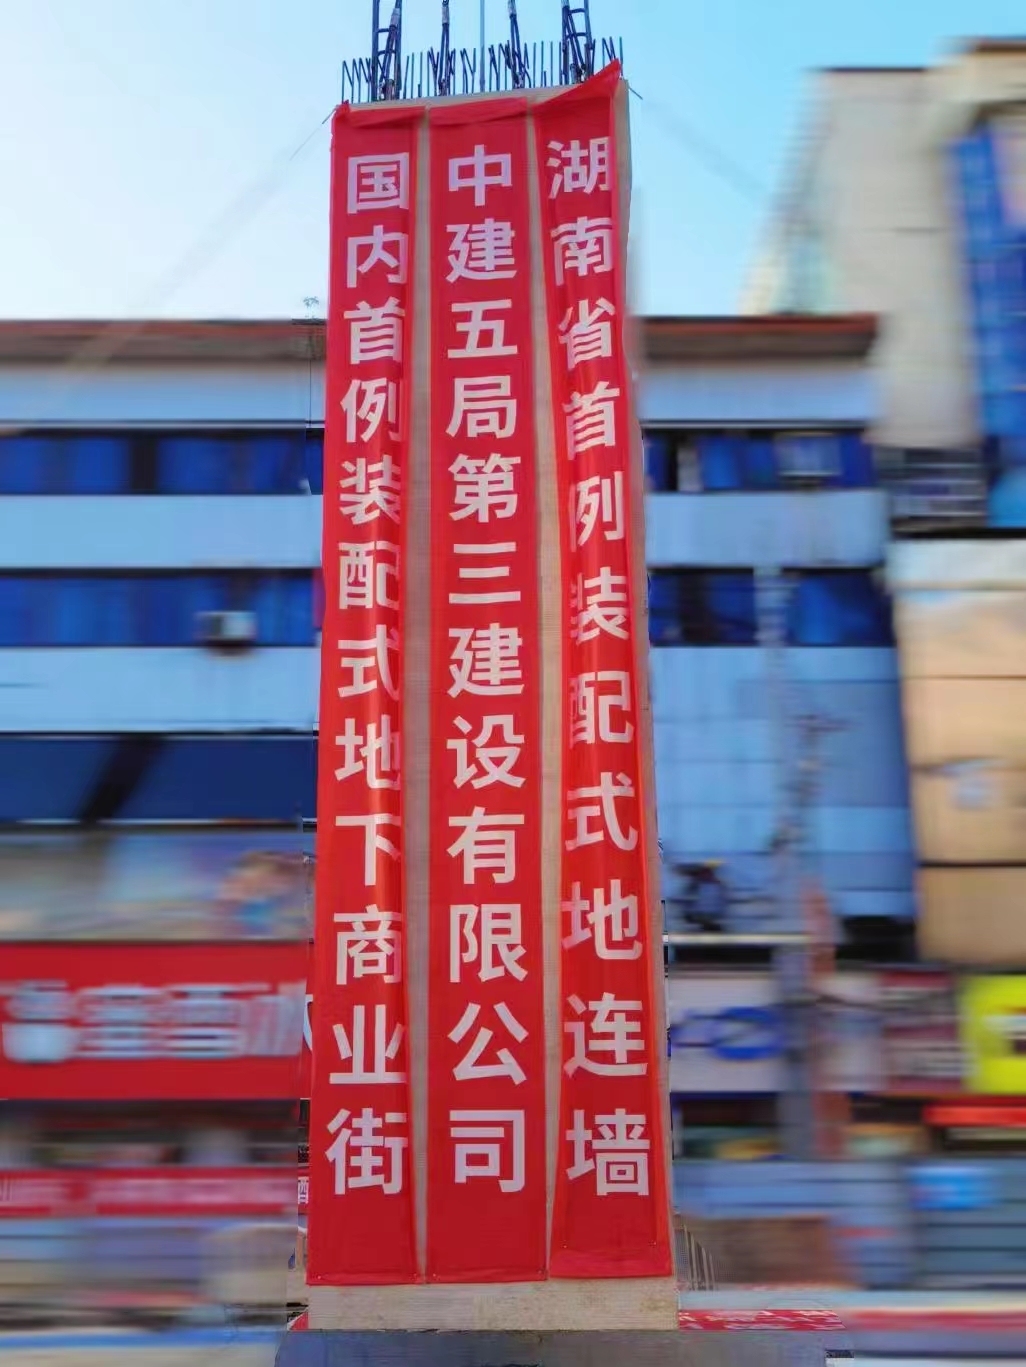 湖南省首例装配式地连墙
中建五局第三建设有限公司
国内首例装配式地下商业街